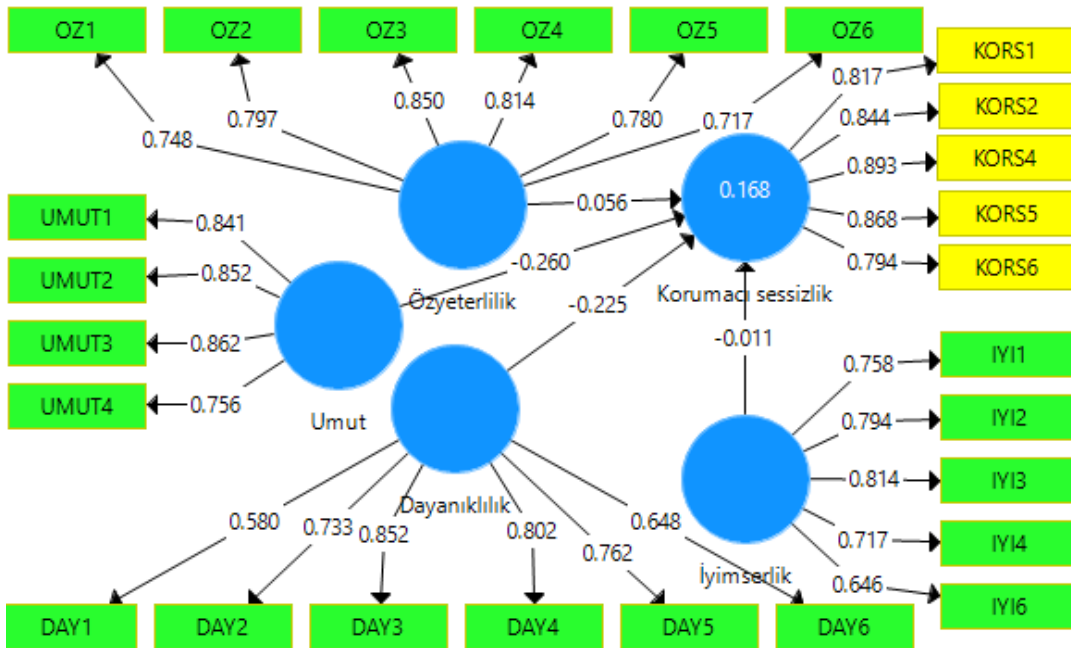 OZ1
OZ2
OZ3
OZ4
OZ5
OZ6
KORS1
KORS2
KORS4
KORS5
KORS6
0.748
0.797
0.850
0.814
0.780
0.717
0.817
0.844
0.893
0.868
0.794
0.168
0.056
-0.260
-0.225
-0.011
Özyeterlilik
Korumacı sessizlik
UMUT1
UMUT2
UMUT3
UMUT4
0.841
0.852
0.862
0.756
Umut
Dayanıklılık
İyimserlik
IYI1
IYI2
IYI3
IYI4
IYI6
0.758
0.794
0.814
0.717
0.646
0.580
0.733
0.852
0.802
0.762
0.648
DAY1
DAY2
DAY3
DAY4
DAY5
DAY6